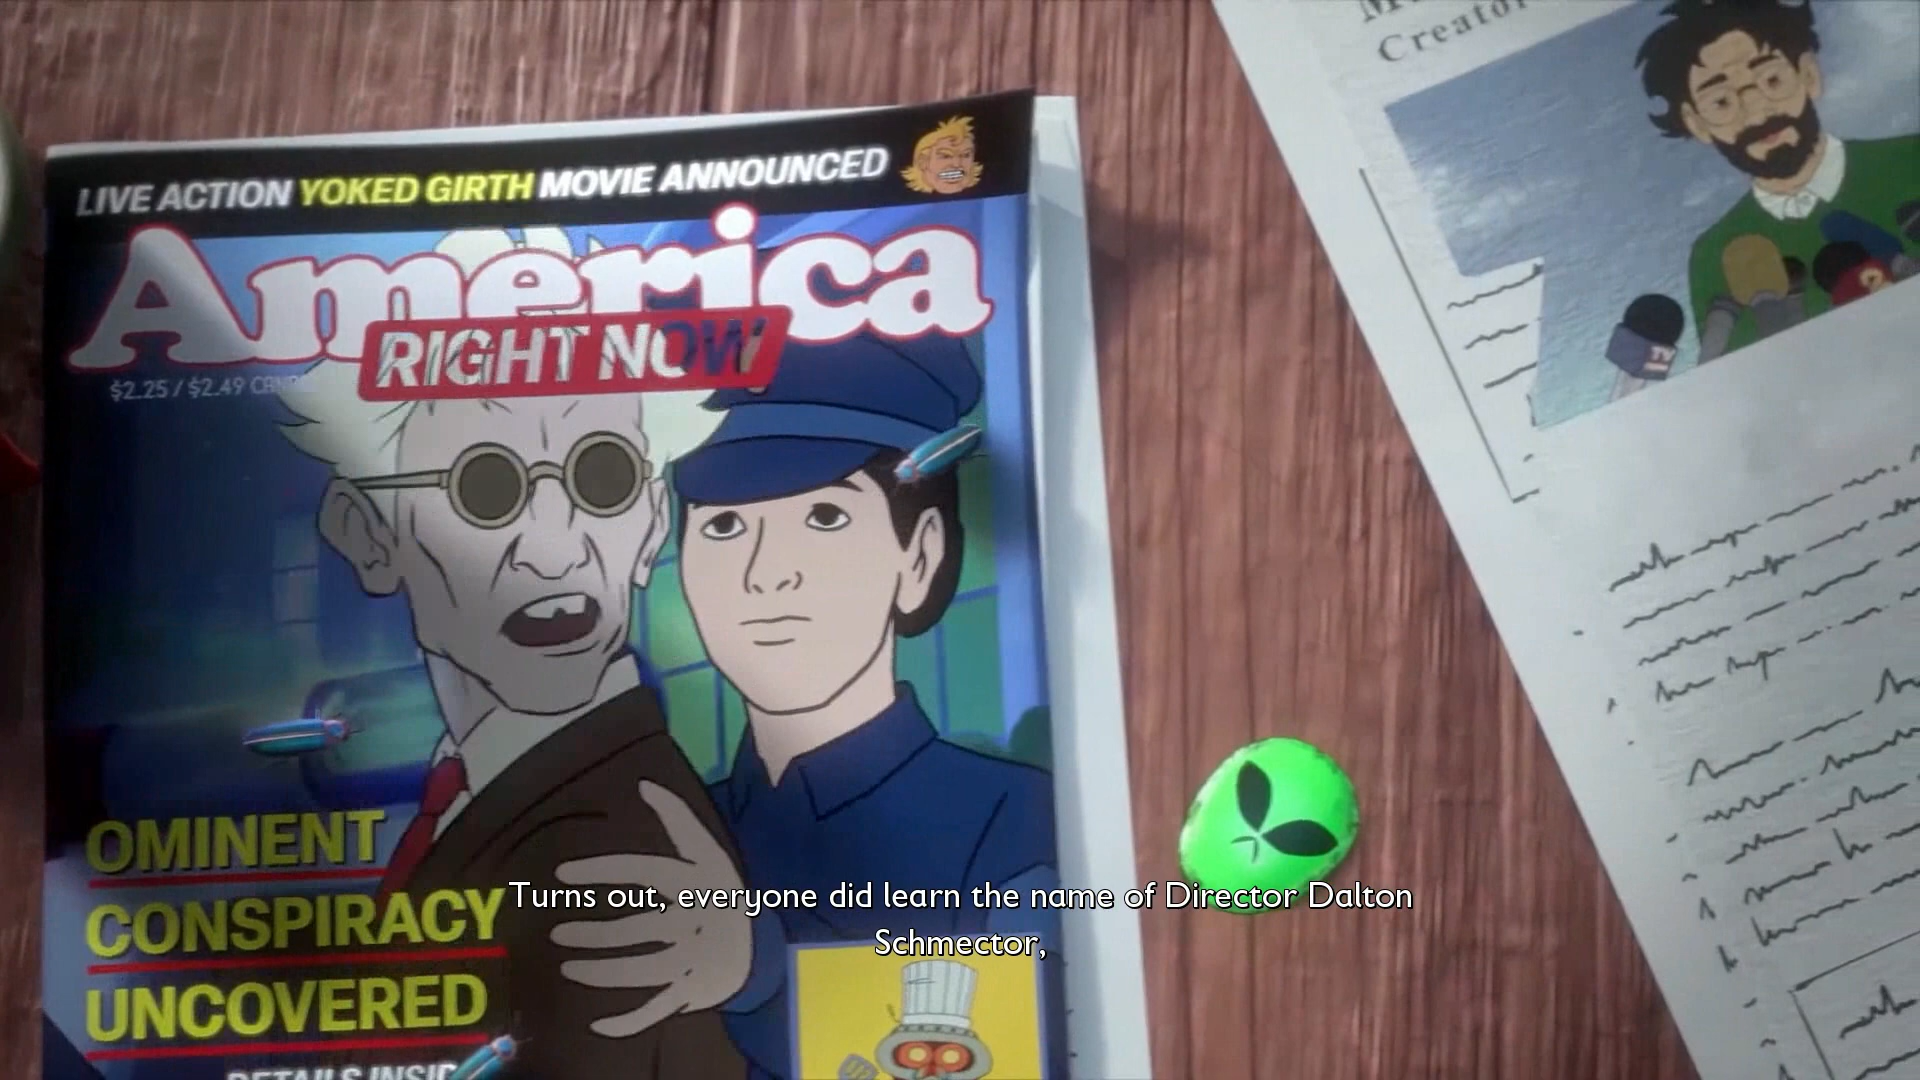 LIVE ACTION YOKED GIRTH MOVIE ANNOUNCED
America
RIGHT NOW
$2.25 / $2.49
OMINENT
CONSPIRACY
UNCOVERED
Creator
TV
Turns out, everyone did learn the name of Director Dalton
Schmector,